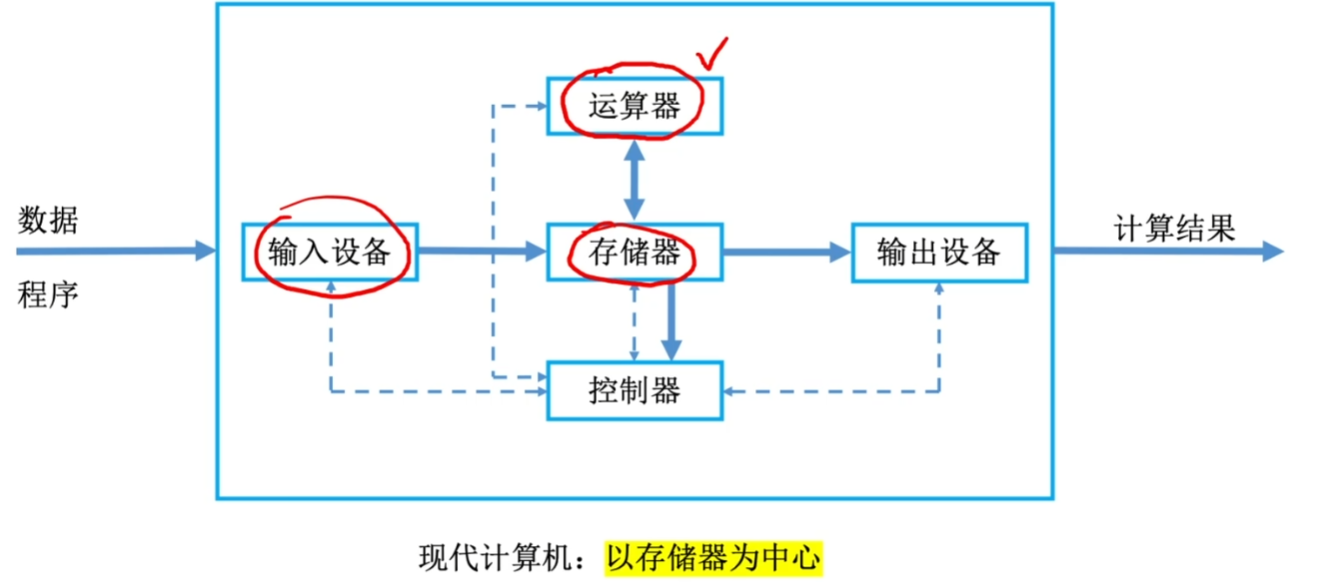 运算器
数据
输入设备
存储器
输出设备
计算结果
程序
控制器
现代计算机：以存储器为中心